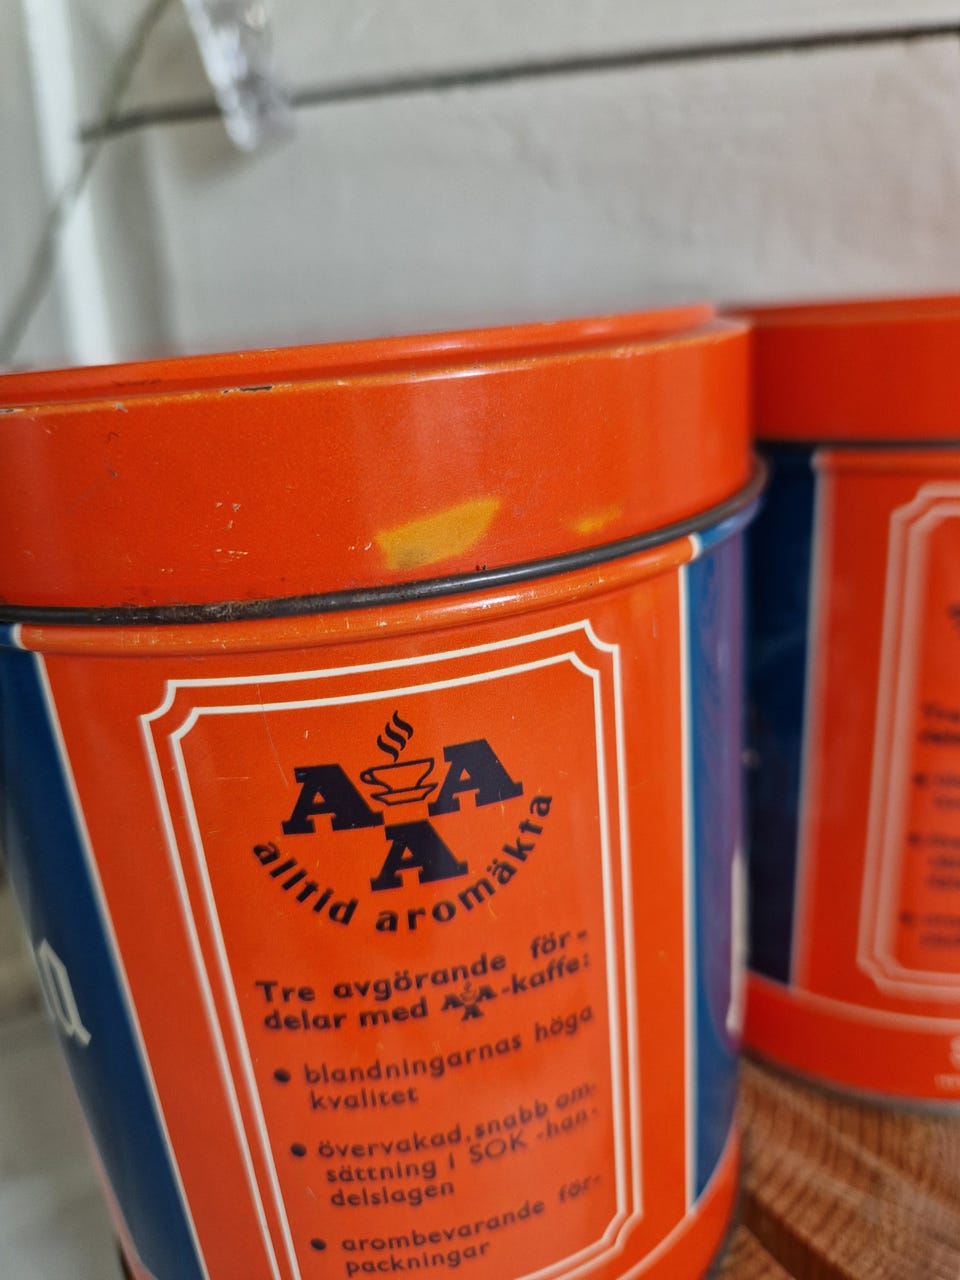 A A
A
alltid aromäkta
Tre avgörande för-
delar med AAA-kaffe:
• blandningarnas höga
kvalitet
• övervakad, snabb om-
sättning i SOK-han-
delslagen
• arombevarande för-
packningar